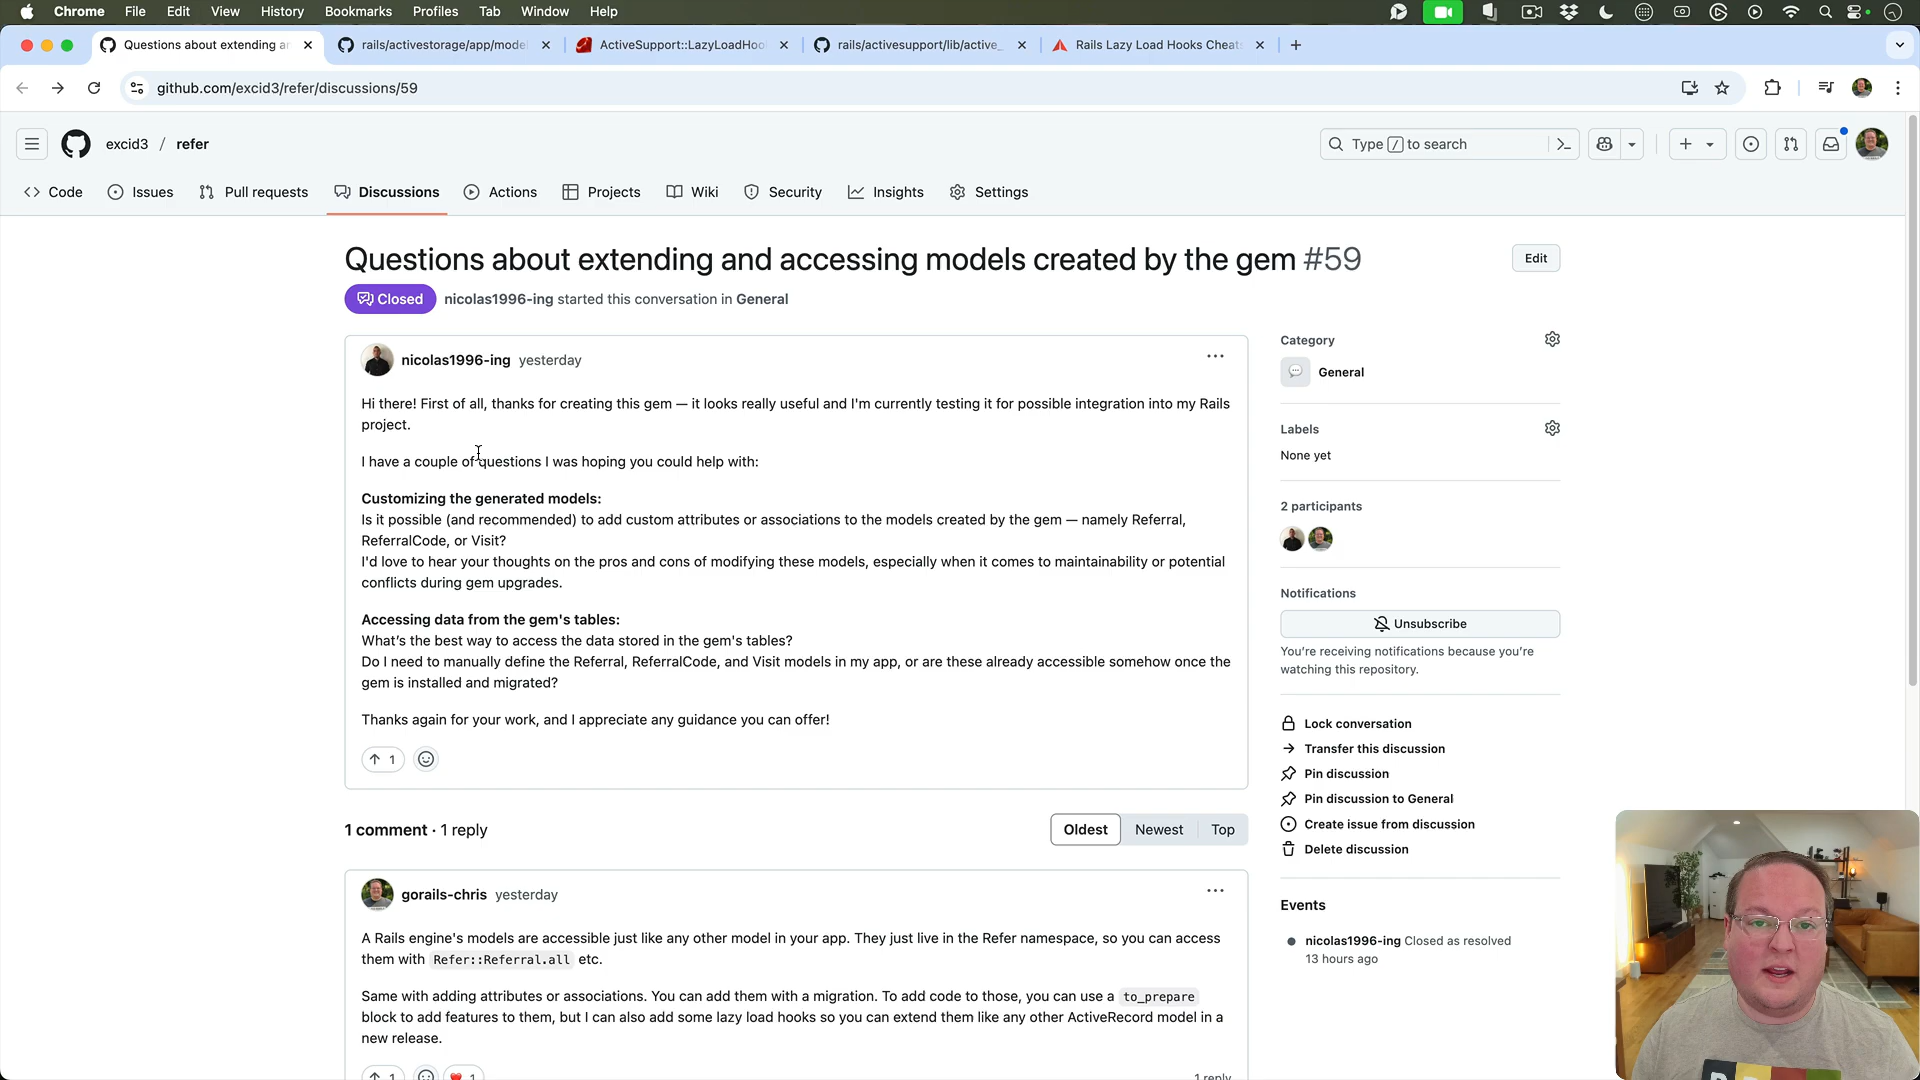 Chrome File Edit View History Bookmarks Profiles Tab Window Help
Questions about extending ar
rails/activestorage/app/mode
ActiveSupport::LazyLoadHoo
rails/activesupport/lib/active_
Rails Lazy Load Hooks Cheat
github.com/excid3/refer/discussions/59
excid3 / refer
Type / to search
Code Issues Pull requests Discussions Actions Projects Wiki Security Insights Settings
Questions about extending and accessing models created by the gem #59
Edit
Closed nicolas1996-ing started this conversation in General
nicolas1996-ing yesterday
Hi there! First of all, thanks for creating this gem — it looks really useful and I'm currently testing it for possible integration into my Rails
project.
I have a couple of questions I was hoping you could help with:
Customizing the generated models:
Is it possible (and recommended) to add custom attributes or associations to the models created by the gem — namely Referral,
ReferralCode, or Visit?
I'd love to hear your thoughts on the pros and cons of modifying these models, especially when it comes to maintainability or potential
conflicts during gem upgrades.
Accessing data from the gem's tables:
What's the best way to access the data stored in the gem's tables?
Do I need to manually define the Referral, ReferralCode, and Visit models in my app, or are these already accessible somehow once the
gem is installed and migrated?
Thanks again for your work, and I appreciate any guidance you can offer!
1
1 comment · 1 reply
Oldest Newest Top
gorails-chris yesterday
A Rails engine's models are accessible just like any other model in your app. They just live in the Refer namespace, so you can access
them with Refer::Referral.all etc.
Same with adding attributes or associations. You can add them with a migration. To add code to those, you can use a to_prepare
block to add features to them, but I can also add some lazy load hooks so you can extend them like any other ActiveRecord model in a
new release.
1 1 1 reply
Category
General
Labels
None yet
2 participants
Notifications
Unsubscribe
You're receiving notifications because you're
watching this repository.
Lock conversation
Transfer this discussion
Pin discussion
Pin discussion to General
Create issue from discussion
Delete discussion
Events
nicolas1996-ing Closed as resolved
13 hours ago